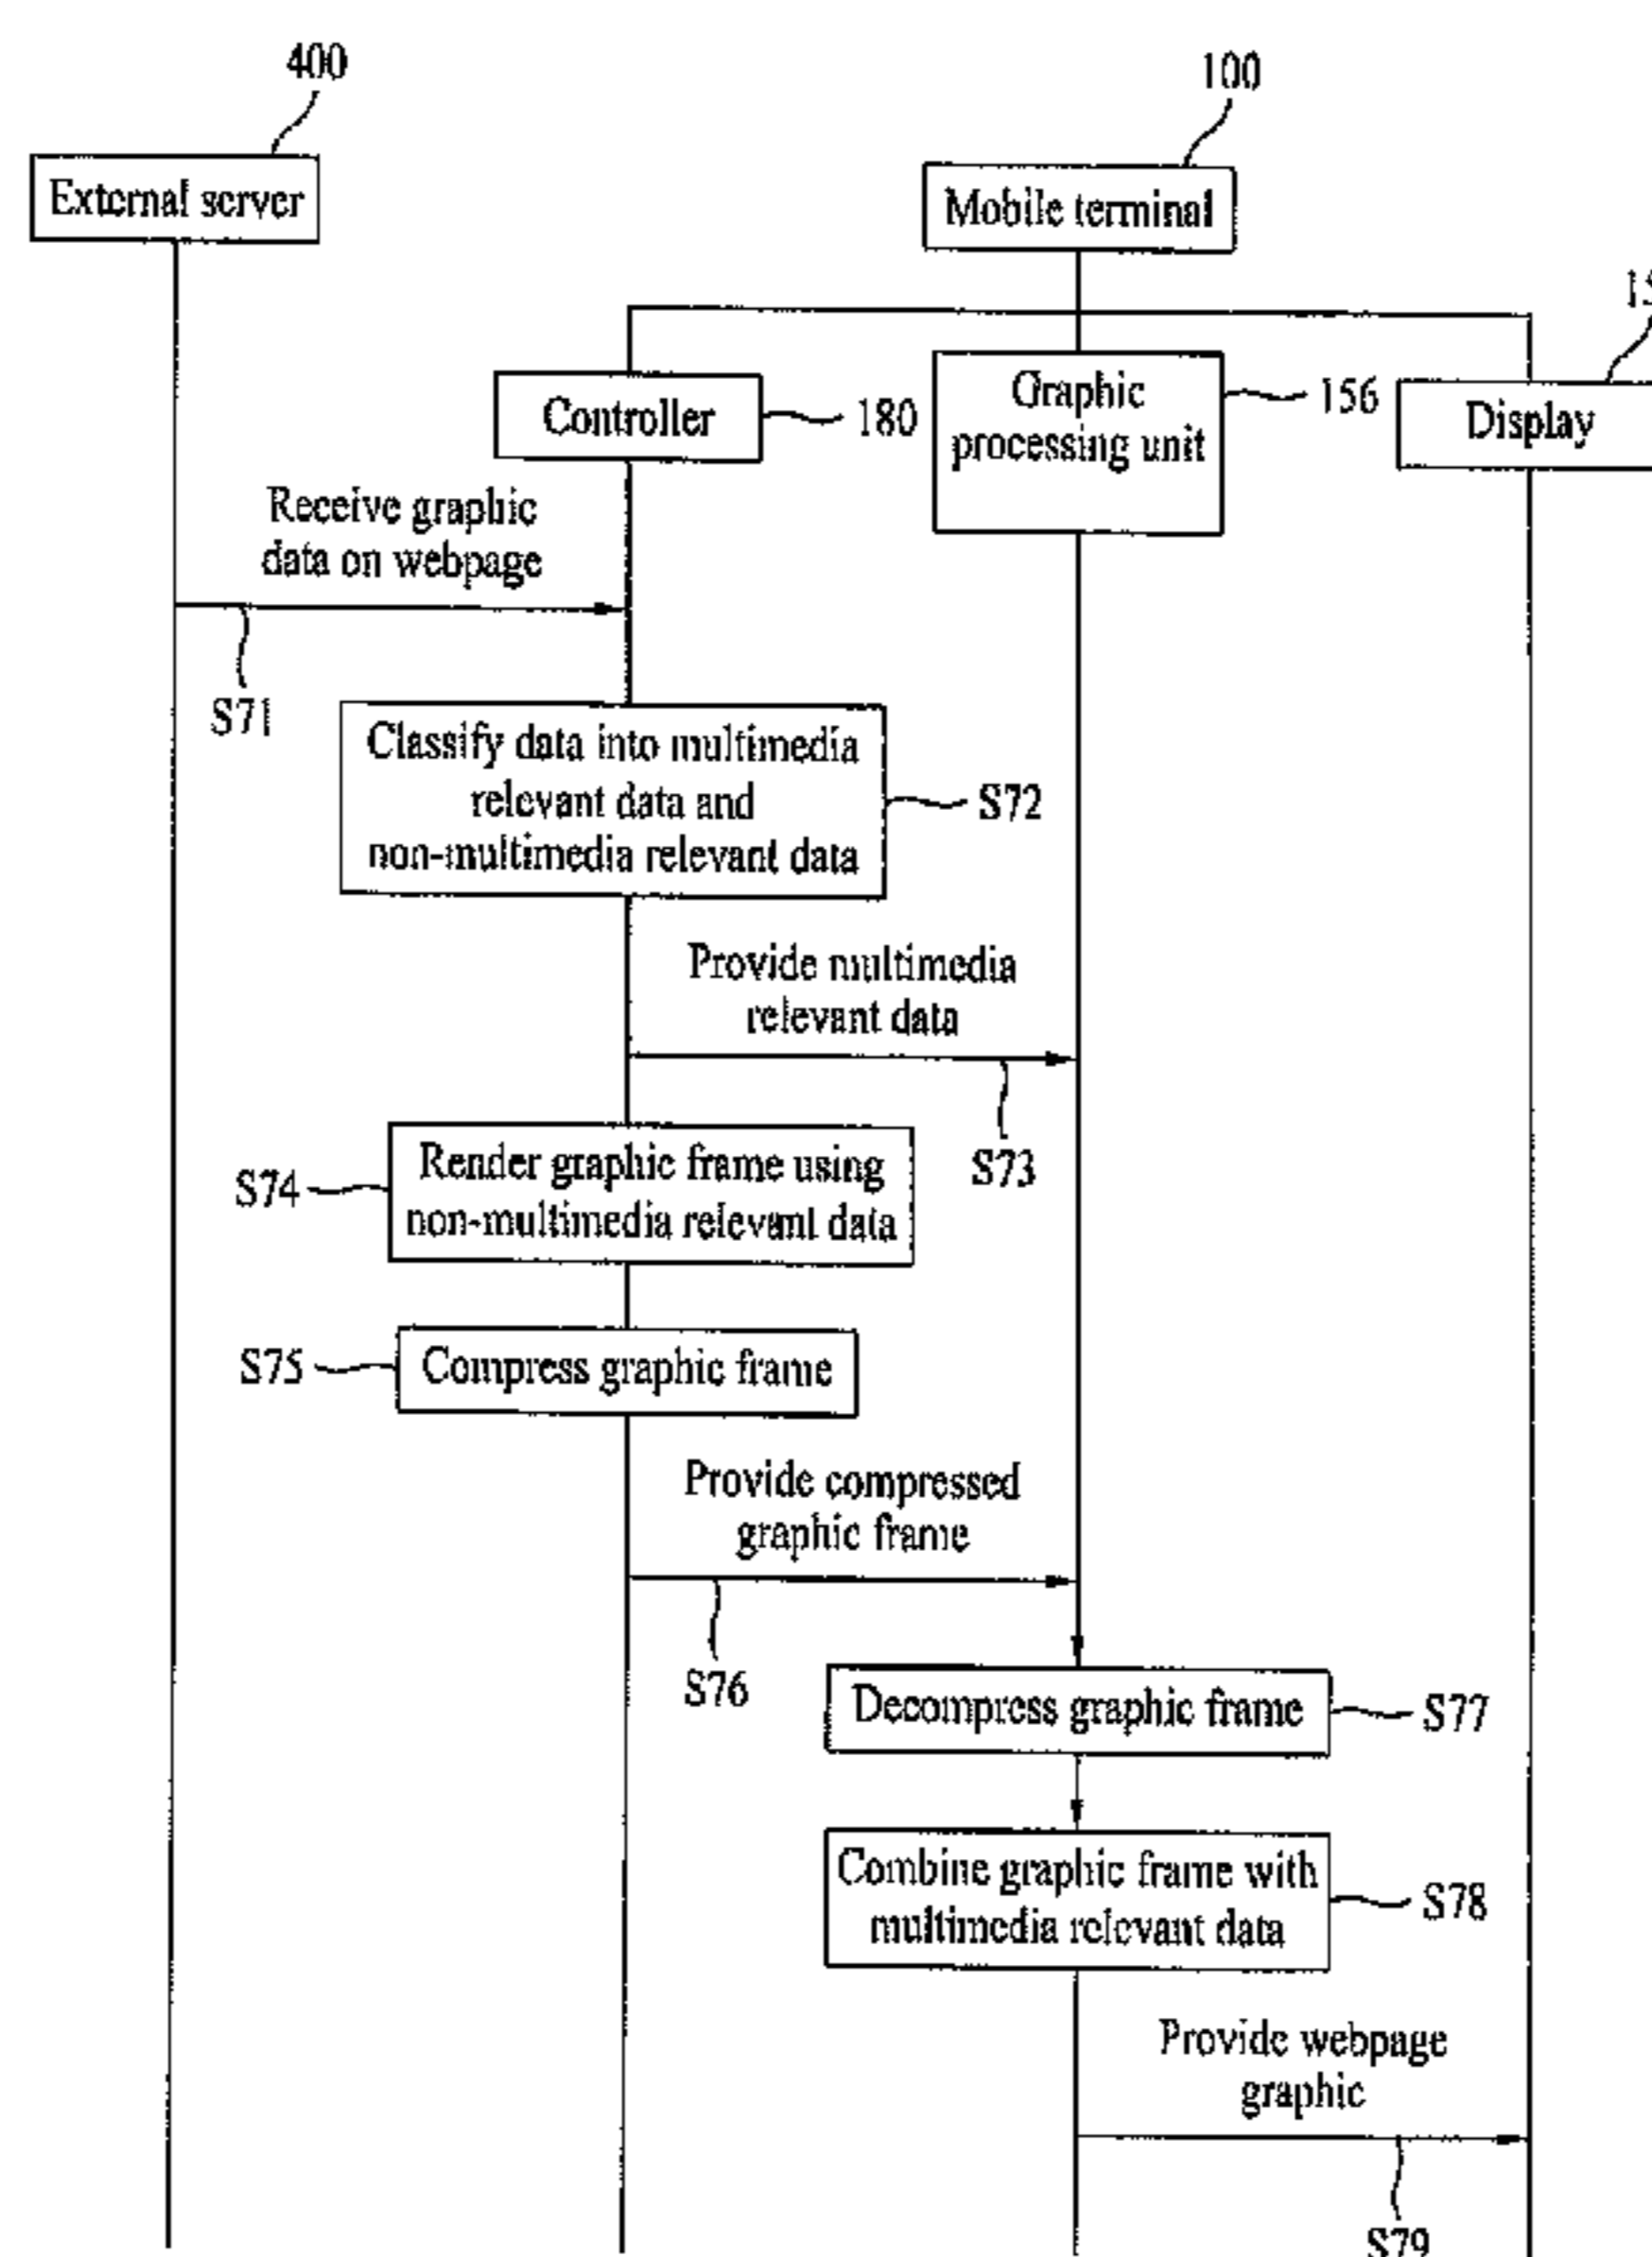 400
100
External server
Mobile terminal
Controller
180
Graphic
processing unit
156
Display
Receive graphic
data on webpage
S71
Classify data into multimedia
relevant data and
non-multimedia relevant data
S72
Provide multimedia
relevant data
S73
S74
Render graphic frame using
non-multimedia relevant data
S75
Compress graphic frame
Provide compressed
graphic frame
S76
Decompress graphic frame
S77
Combine graphic frame with
multimedia relevant data
S78
Provide webpage
graphic
S79